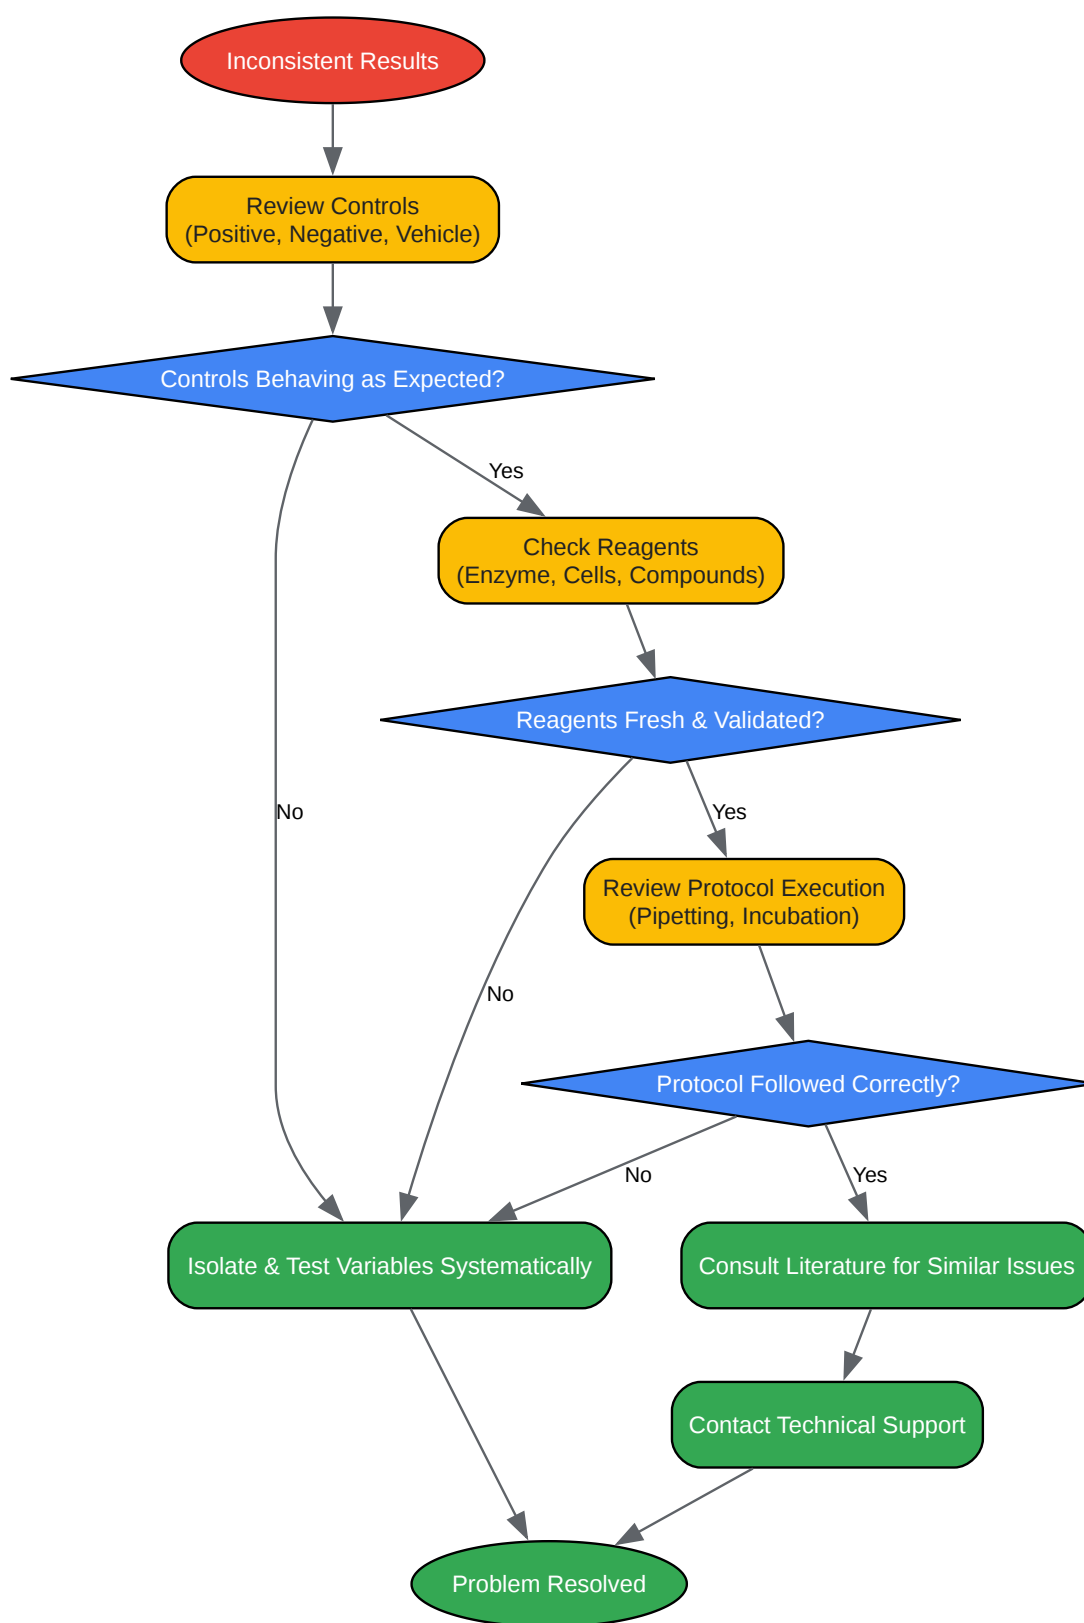 Inconsistent Results
Review Controls
(Positive, Negative, Vehicle)
Controls Behaving as Expected?
Yes
Check Reagents
(Enzyme, Cells, Compounds)
Reagents Fresh & Validated?
No
Yes
Review Protocol Execution
(Pipetting, Incubation)
No
Protocol Followed Correctly?
No
Yes
Isolate & Test Variables Systematically
Consult Literature for Similar Issues
Contact Technical Support
Problem Resolved